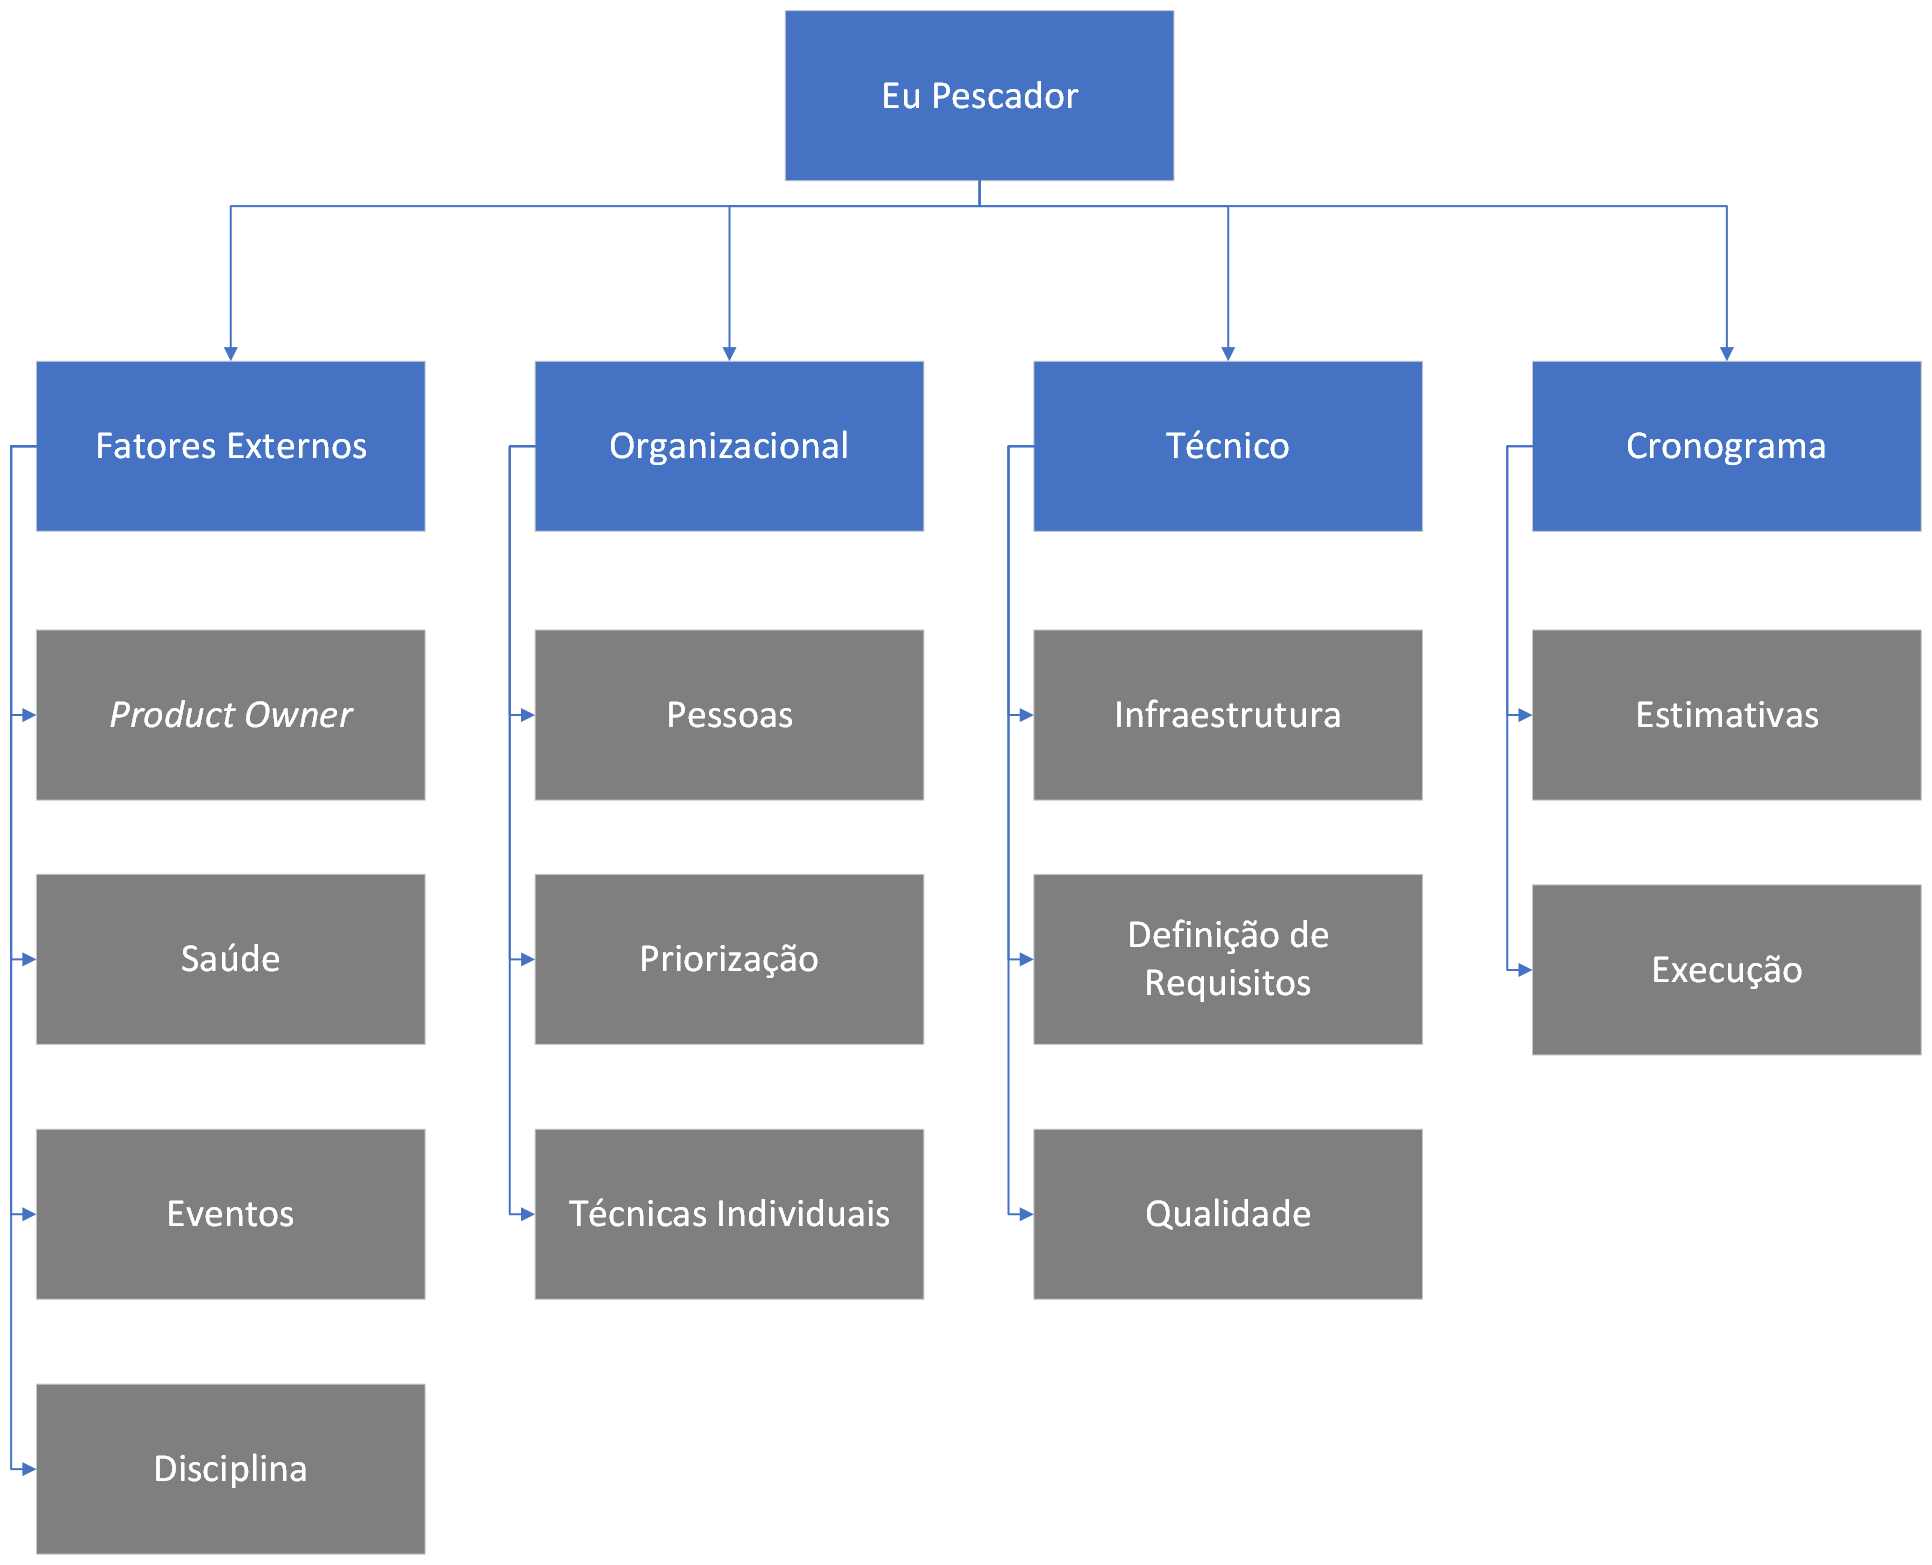 Eu Pescador
Fatores Externos
Organizacional
Técnico
Cronograma
Product Owner
Pessoas
Infraestrutura
Estimativas
Saúde
Priorização
Definição de
Requisitos
Execução
Eventos
Técnicas Individuais
Qualidade
Disciplina